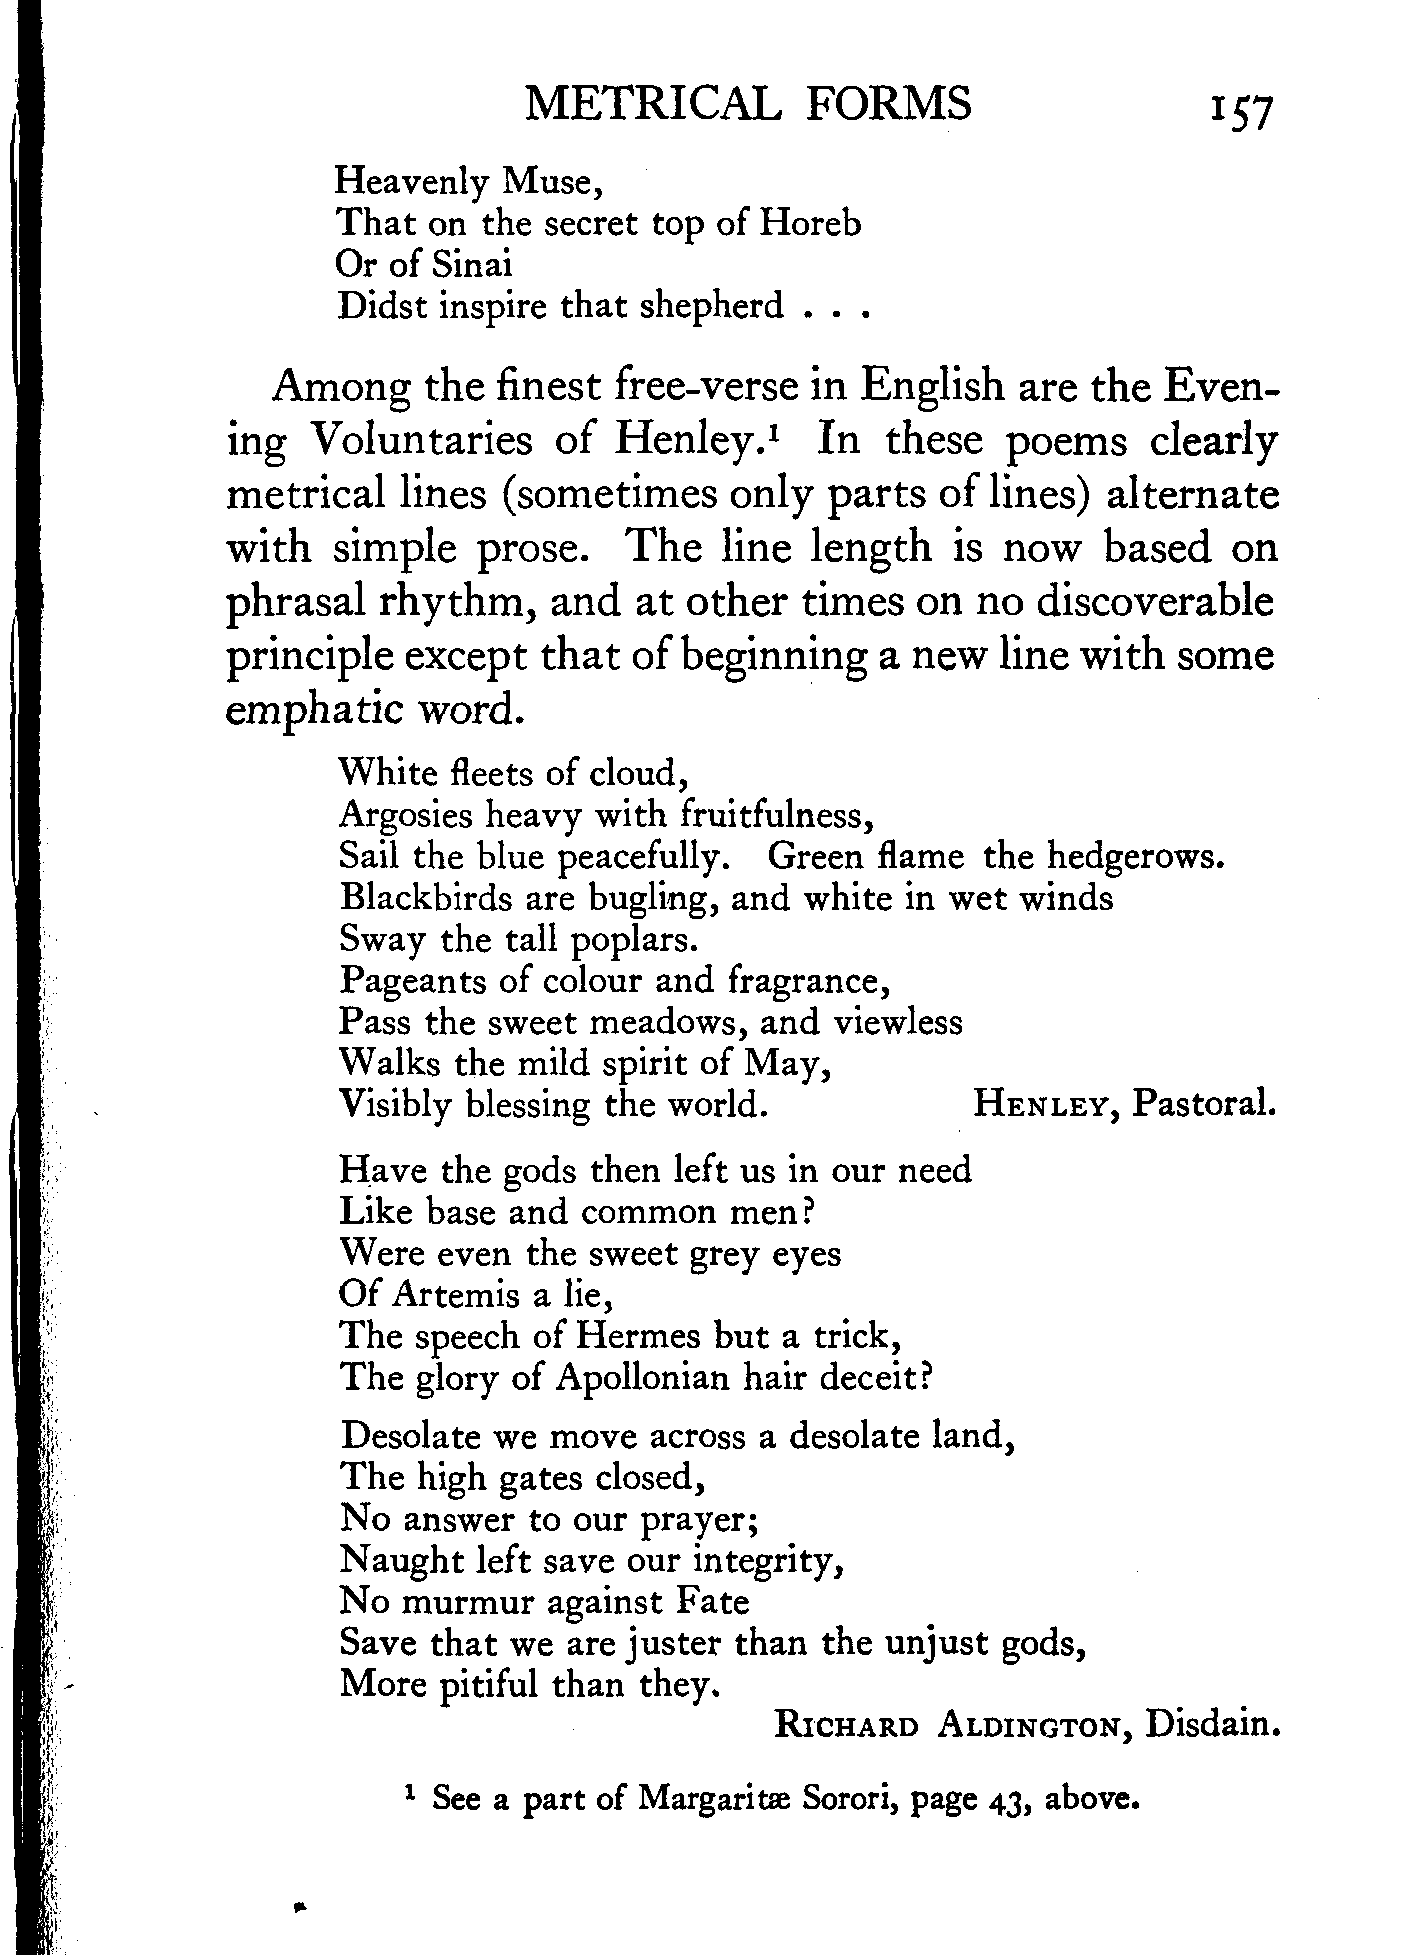 METRICAL FORMS 157
Heavenly Muse,
That on the secret top of Horeb
Or of Sinai
Didst inspire that shepherd . . .
Among the finest free-verse in English are the Even-
ing Voluntaries of Henley.¹ In these poems clearly
metrical lines (sometimes only parts of lines) alternate
with simple prose. The line length is now based on
phrasal rhythm, and at other times on no discoverable
principle except that of beginning a new line with some
emphatic word.
White fleets of cloud,
Argosies heavy with fruitfulness,
Sail the blue peacefully. Green flame the hedgerows.
Blackbirds are bugling, and white in wet winds
Sway the tall poplars.
Pageants of colour and fragrance,
Pass the sweet meadows, and viewless
Walks the mild spirit of May,
Visibly blessing the world. HENLEY, Pastoral.
Have the gods then left us in our need
Like base and common men?
Were even the sweet grey eyes
Of Artemis a lie,
The speech of Hermes but a trick,
The glory of Apollonian hair deceit?
Desolate we move across a desolate land,
The high gates closed,
No answer to our prayer;
Naught left save our integrity,
No murmur against Fate
Save that we are juster than the unjust gods,
More pitiful than they.
RICHARD ALDINGTON, Disdain.
¹ See a part of Margaritæ Sorori, page 43, above.